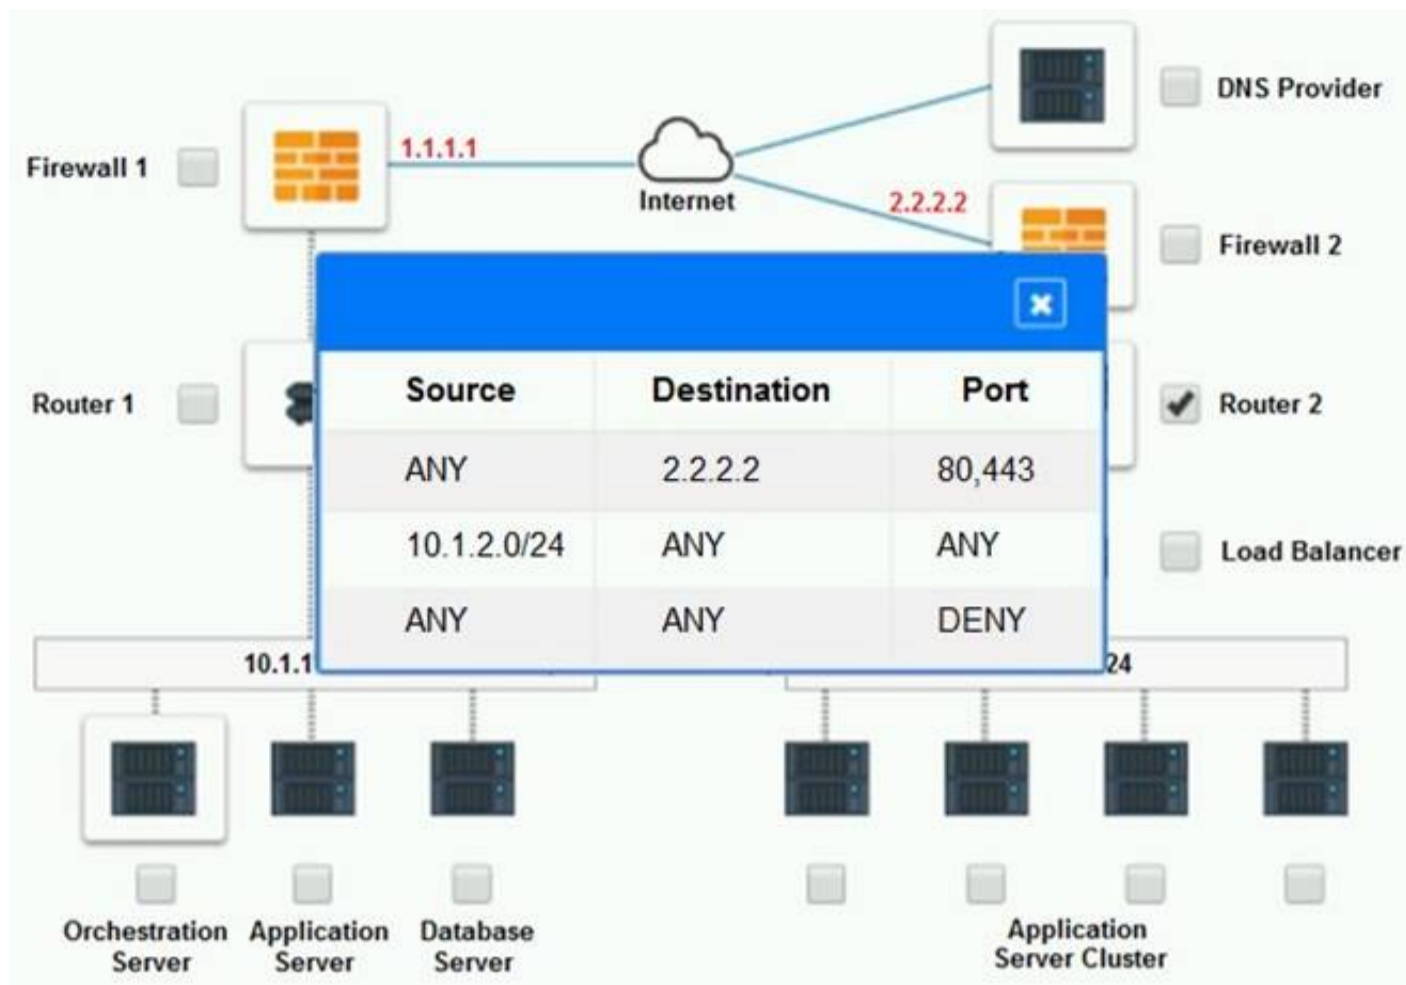 DNS Provider
Firewall 1
1.1.1.1
Internet
2.2.2.2
Firewall 2
Source Destination Port
ANY 2.2.2.2 80,443
10.1.2.0/24 ANY ANY
ANY ANY DENY
Router 1
Router 2
Load Balancer
10.1.1
24
Orchestration
Server
Application
Server
Database
Server
Application
Server Cluster